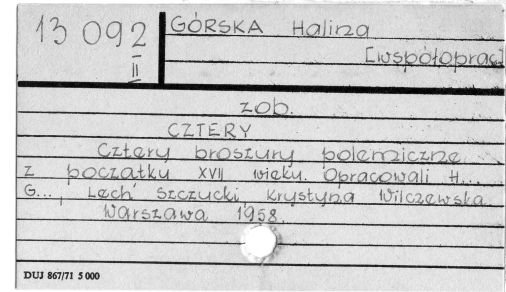 13 092
II
GÓRSKA Halina
[współoprac]
zob.
CZTERY
Cztery broszury polemiczne
z początku XVII wieku. Opracowali H...
G..., Lech Szczucki, Krystyna Wilczewska.
Warszawa 1958.
DUJ 867/71 5 000